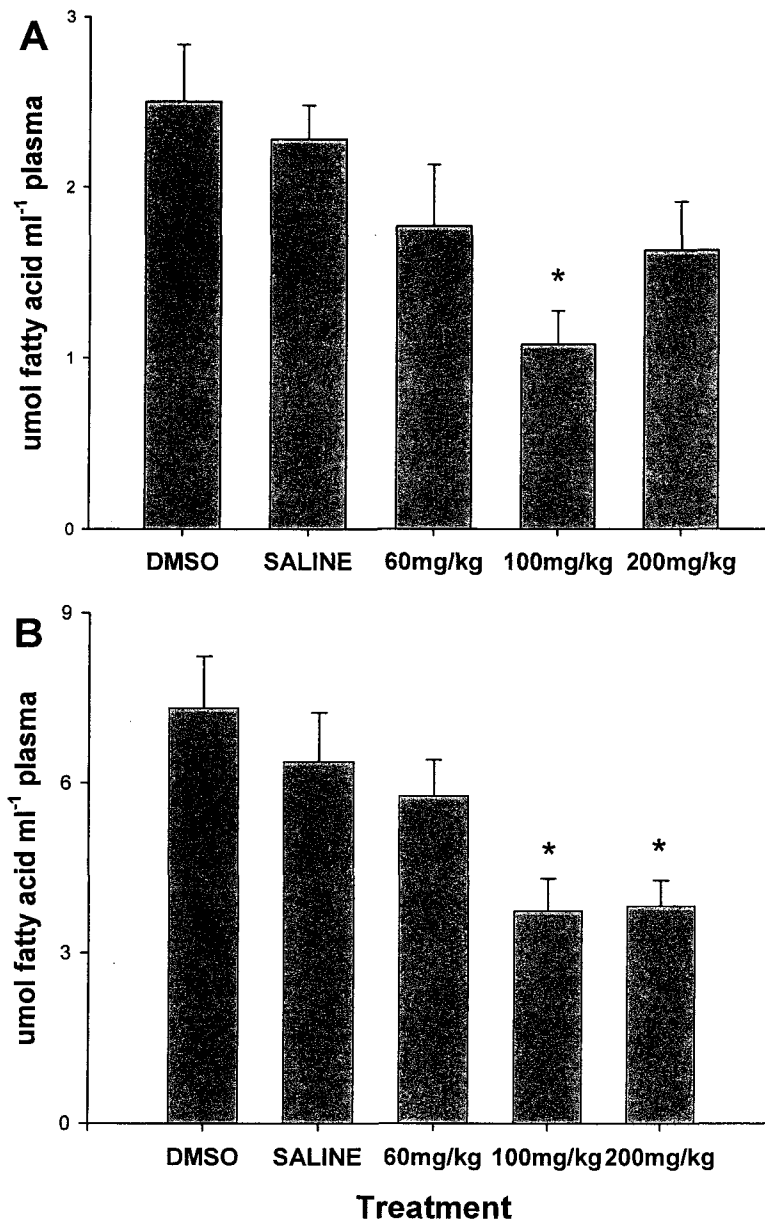 A
3
2
1
0
umol fatty acid ml⁻¹ plasma
*
DMSO SALINE 60mg/kg 100mg/kg 200mg/kg
B
9
6
3
0
umol fatty acid ml⁻¹ plasma
* *
DMSO SALINE 60mg/kg 100mg/kg 200mg/kg
Treatment